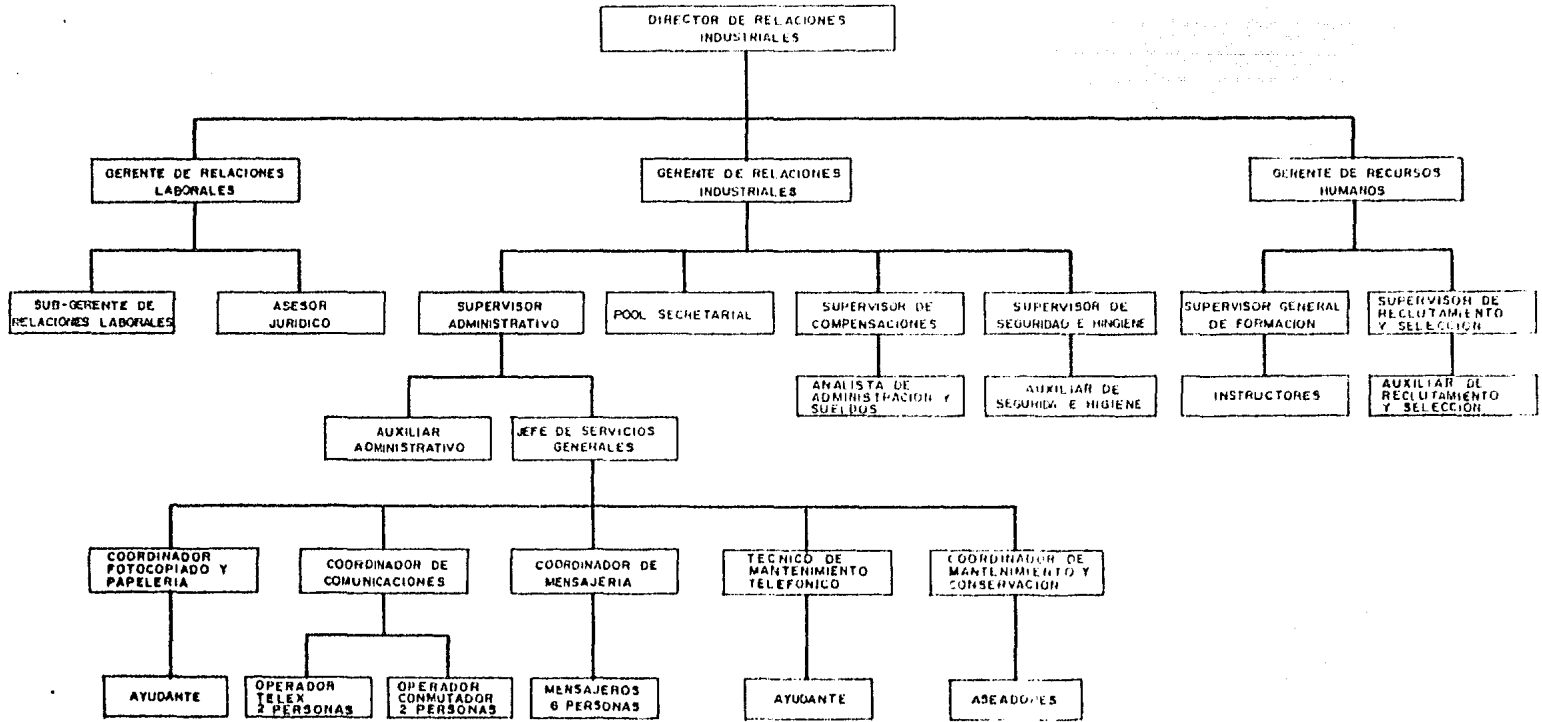 DIRECTOR DE RELACIONES
INDUSTRIALES
GERENTE DE RELACIONES
LABORALES
GERENTE DE RELACIONES
INDUSTRIALES
GERENTE DE RECURSOS
HUMANOS
SUB-GERENTE DE
RELACIONES LABORALES
ASESOR
JURIDICO
SUPERVISOR
ADMINISTRATIVO
POOL SECRETARIAL
SUPERVISOR DE
COMPENSACIONES
SUPERVISOR DE
SEGURIDAD E HINGIENE
SUPERVISOR GENERAL
DE FORMACION
SUPERVISOR DE
RECLUTAMIENTO
Y SELECCION
ANALISTA DE
ADMINISTRACION Y
SUELDOS
AUXILIAR DE
SEGURIDA E HIGIENE
INSTRUCTORES
AUXILIAR DE
RECLUTAMIENTO
Y SELECCION
AUXILIAR
ADMINISTRATIVO
JEFE DE SERVICIOS
GENERALES
COORDINADOR
FOTOCOPIADO Y
PAPELERIA
COORDINADOR DE
COMUNICACIONES
COORDINADOR DE
MENSAJERIA
TECNICO DE
MANTENIMIENTO
TELEFONICO
COORDINADOR DE
MANTENIMIENTO Y
CONSERVACION
AYUDANTE
OPERADOR
TELEX
2 PERSONAS
OPERADOR
CONMUTADOR
2 PERSONAS
MENSAJEROS
6 PERSONAS
AYUDANTE
ASEADORES